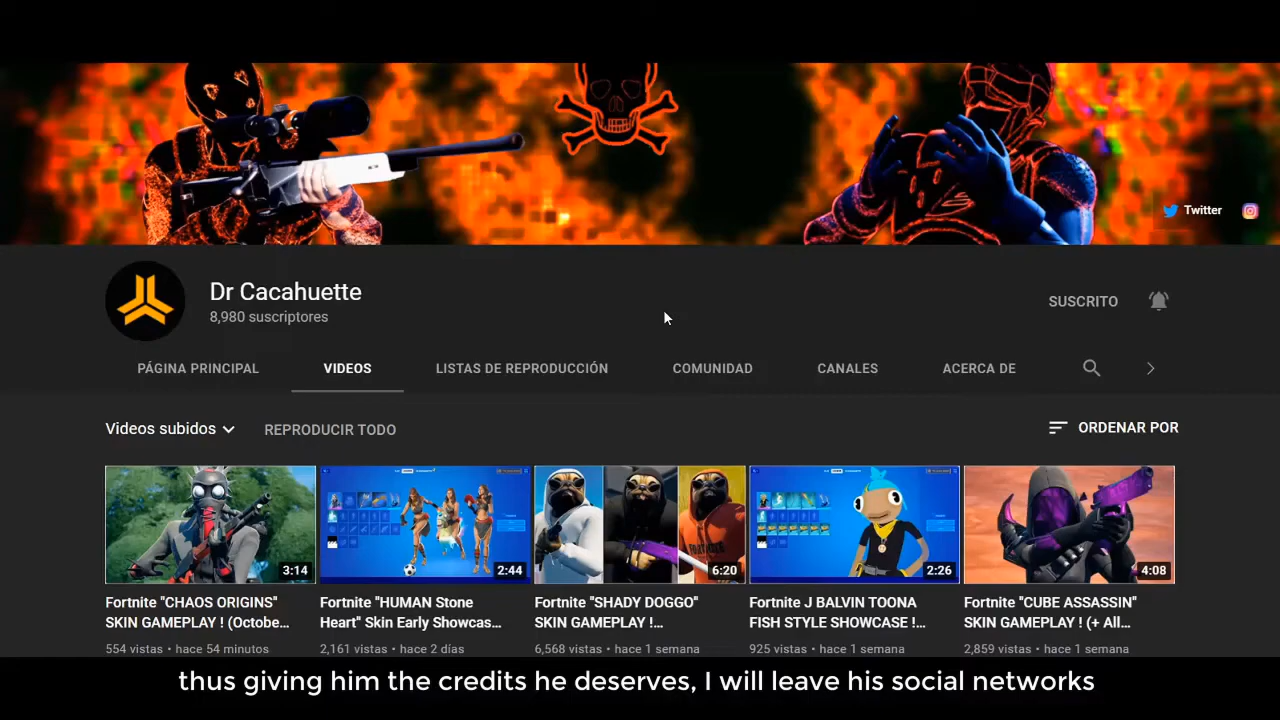 Twitter
Dr Cacahuette
8,980 suscriptores
SUSCRITO
PÁGINA PRINCIPAL
VIDEOS
LISTAS DE REPRODUCCIÓN
COMUNIDAD
CANALES
ACERCA DE
Videos subidos
REPRODUCIR TODO
ORDENAR POR
3:14
2:44
6:20
2:26
4:08
Fortnite "CHAOS ORIGINS"
SKIN GAMEPLAY ! (Octobe...
554 vistas • hace 54 minutos
Fortnite "HUMAN Stone
Heart" Skin Early Showcas...
2,161 vistas • hace 2 días
Fortnite "SHADY DOGGO"
SKIN GAMEPLAY !...
6,568 vistas • hace 1 semana
Fortnite J BALVIN TOONA
FISH STYLE SHOWCASE !...
925 vistas • hace 1 semana
Fortnite "CUBE ASSASSIN"
SKIN GAMEPLAY ! (+ All...
2,859 vistas • hace 1 semana
thus giving him the credits he deserves, I will leave his social networks